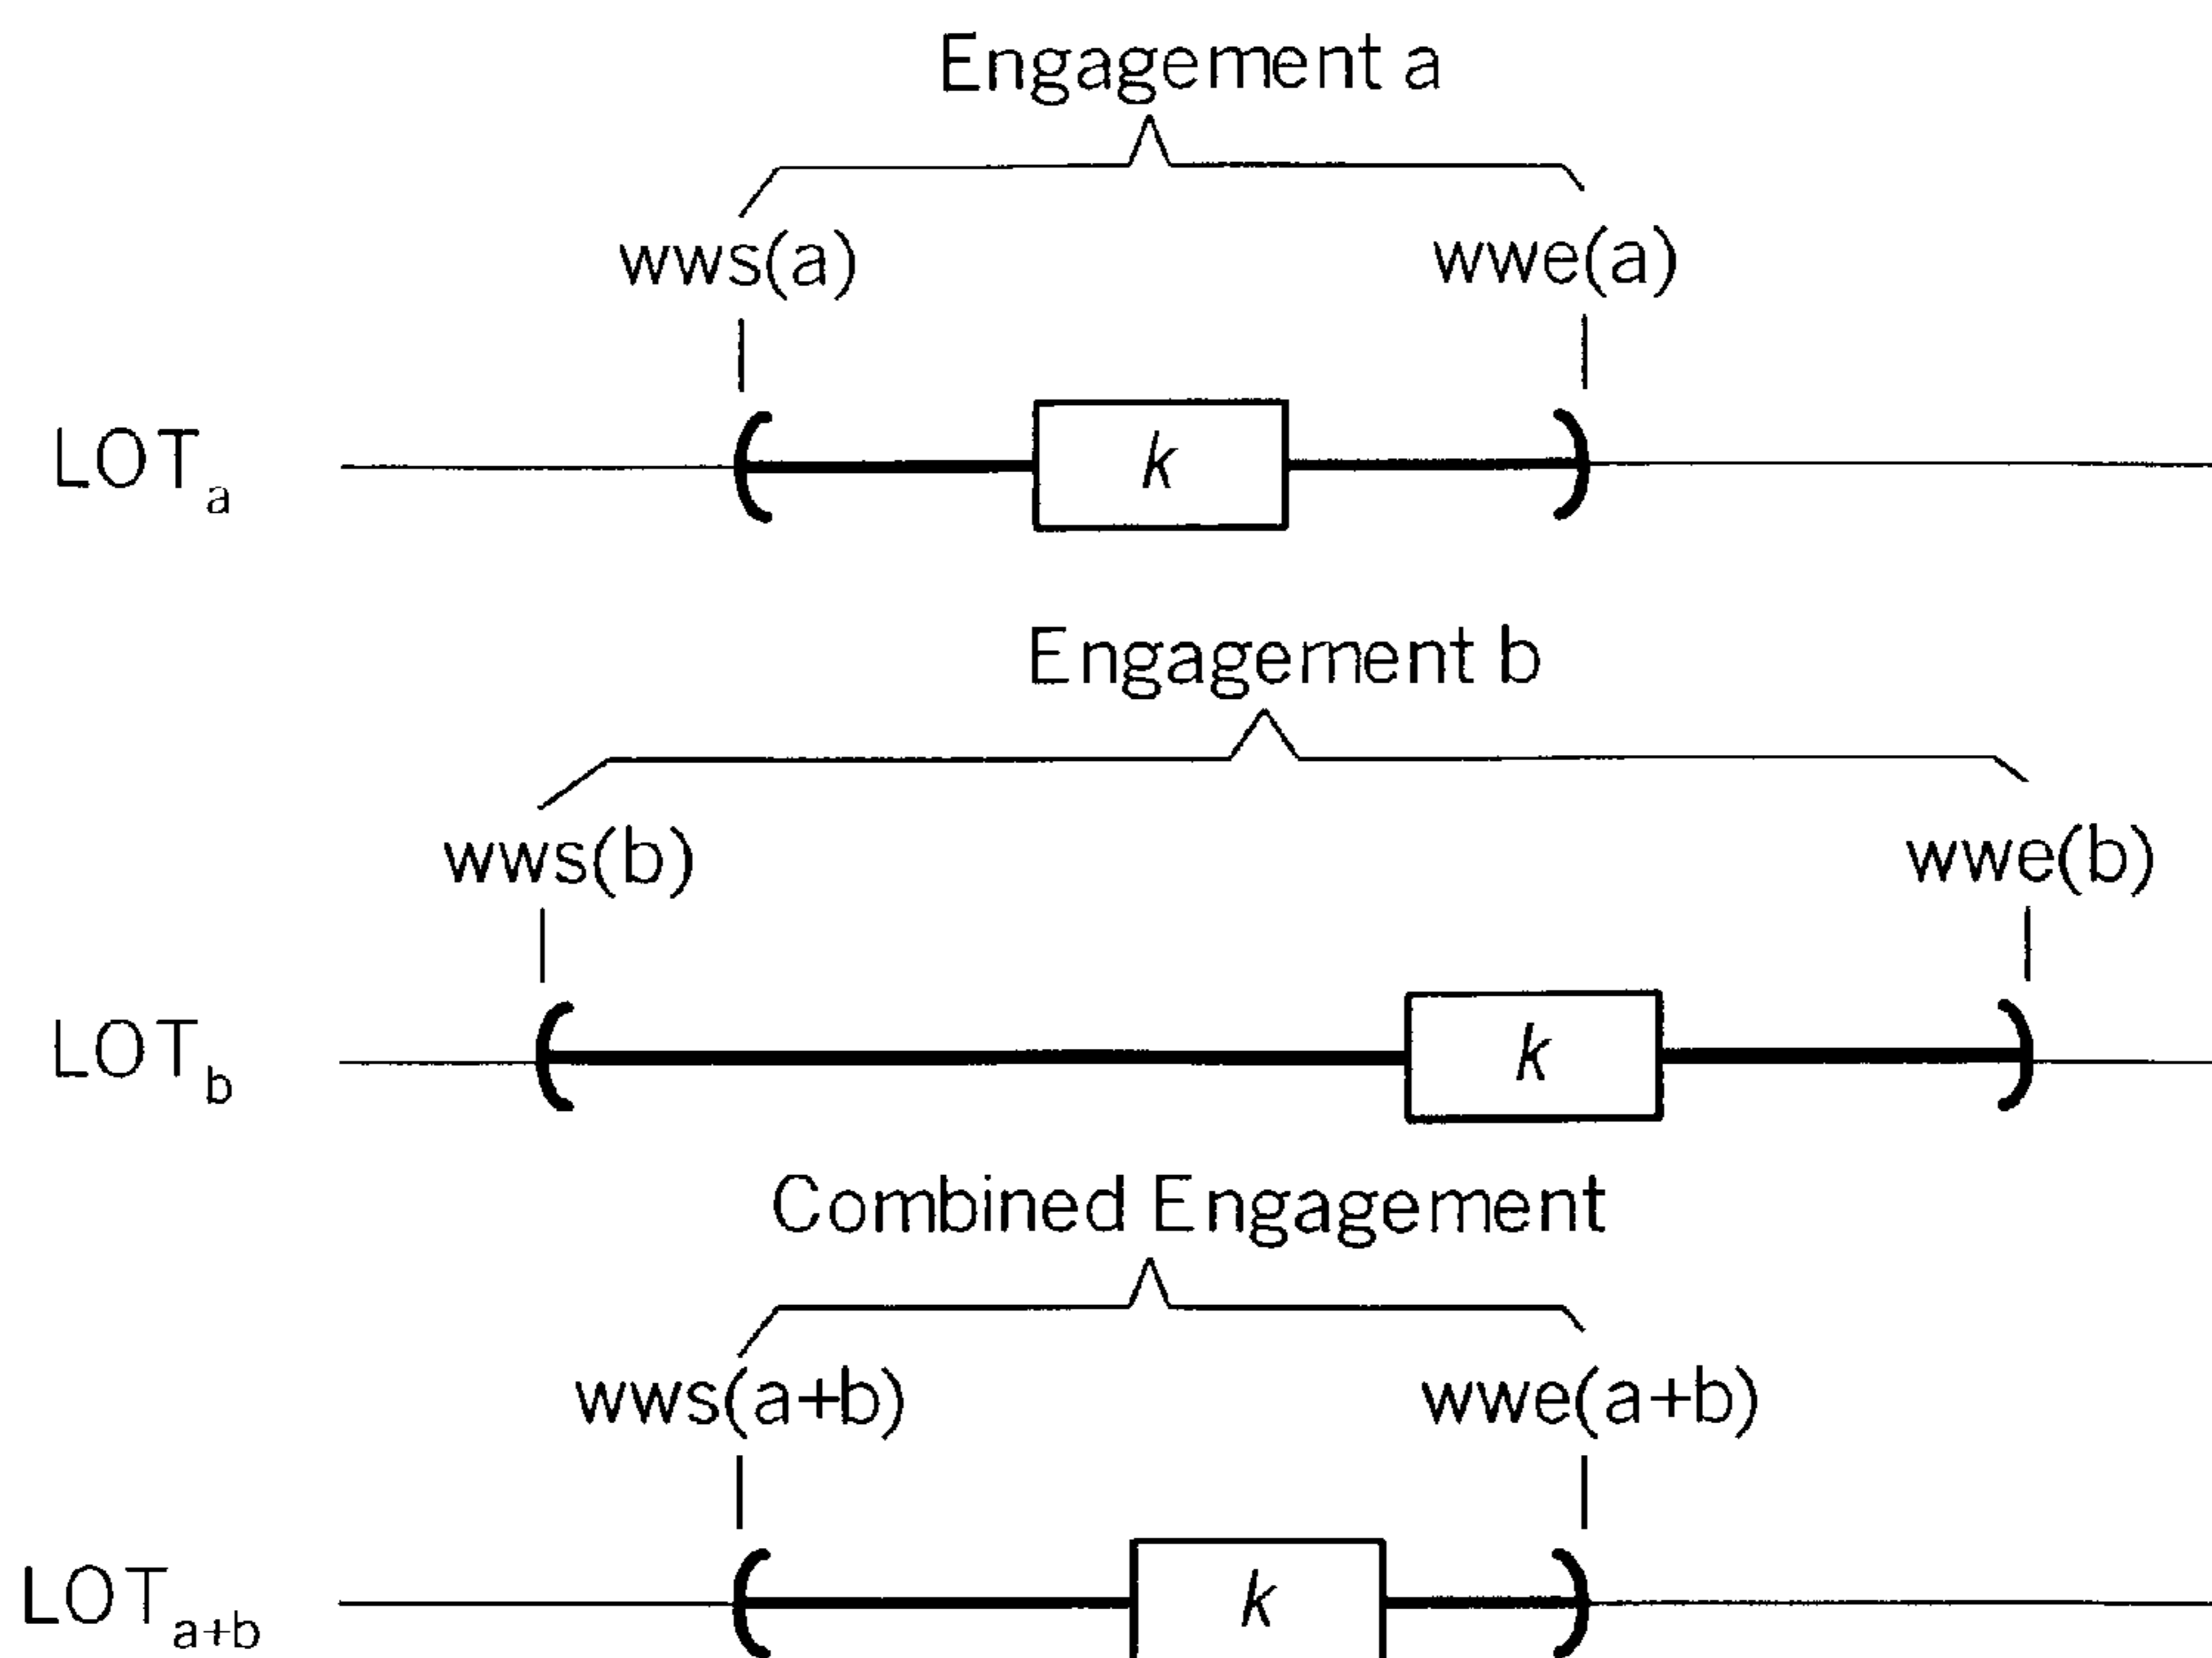 Engagement a
wws(a) wwe(a)
LOTa k
Engagement b
wws(b) wwe(b)
LOTb k
Combined Engagement
wws(a+b) wwe(a+b)
LOTa+b k